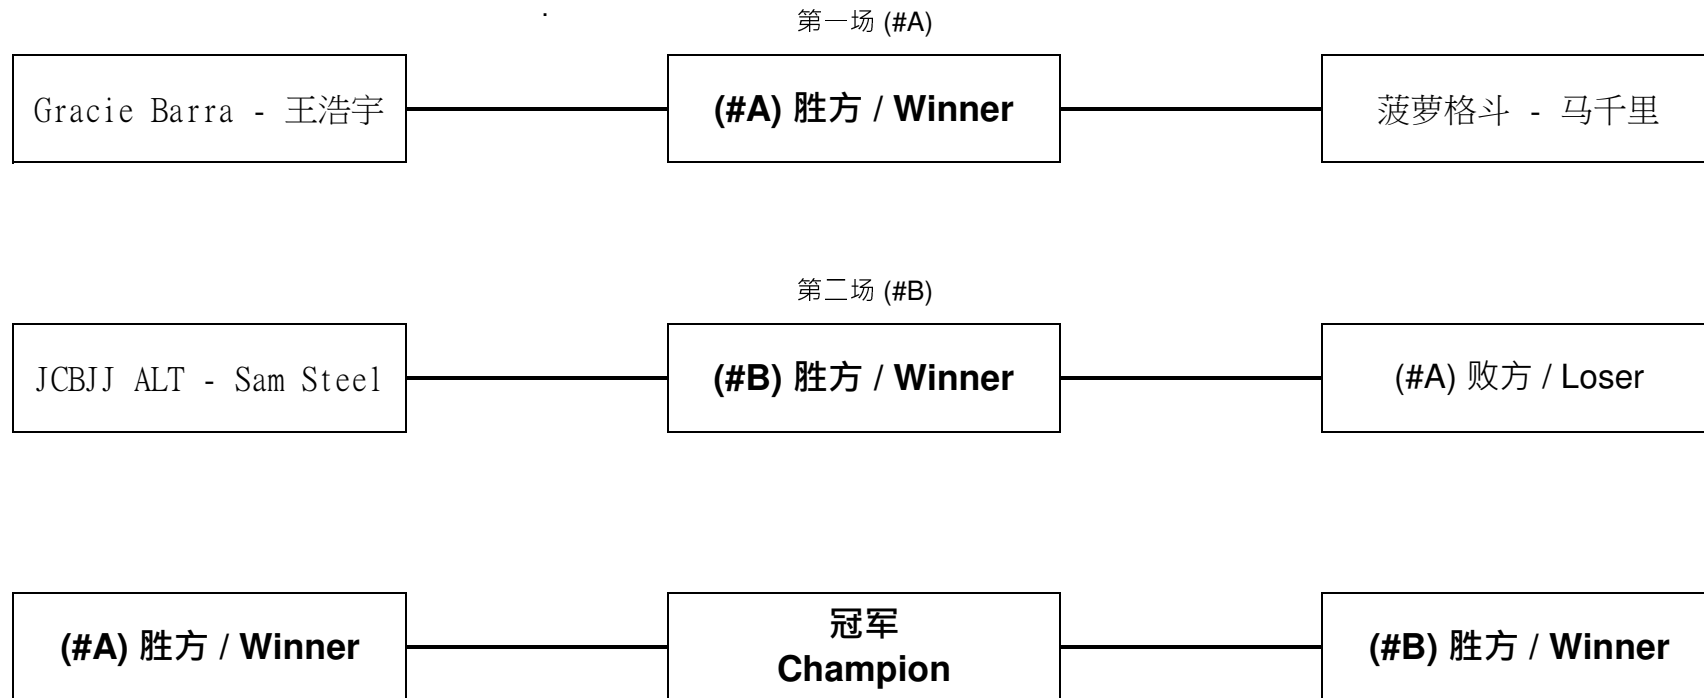 第一场 (#A)
Gracie Barra - 王浩宇
(#A) 胜方 / Winner
菠萝格斗 - 马千里
第二场 (#B)
JCBJJ ALT - Sam Steel
(#B) 胜方 / Winner
(#A) 败方 / Loser
(#A) 胜方 / Winner
冠军
Champion
(#B) 胜方 / Winner